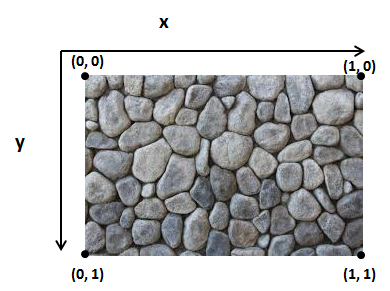 x
(0, 0)
(1, 0)
y
(0, 1)
(1, 1)